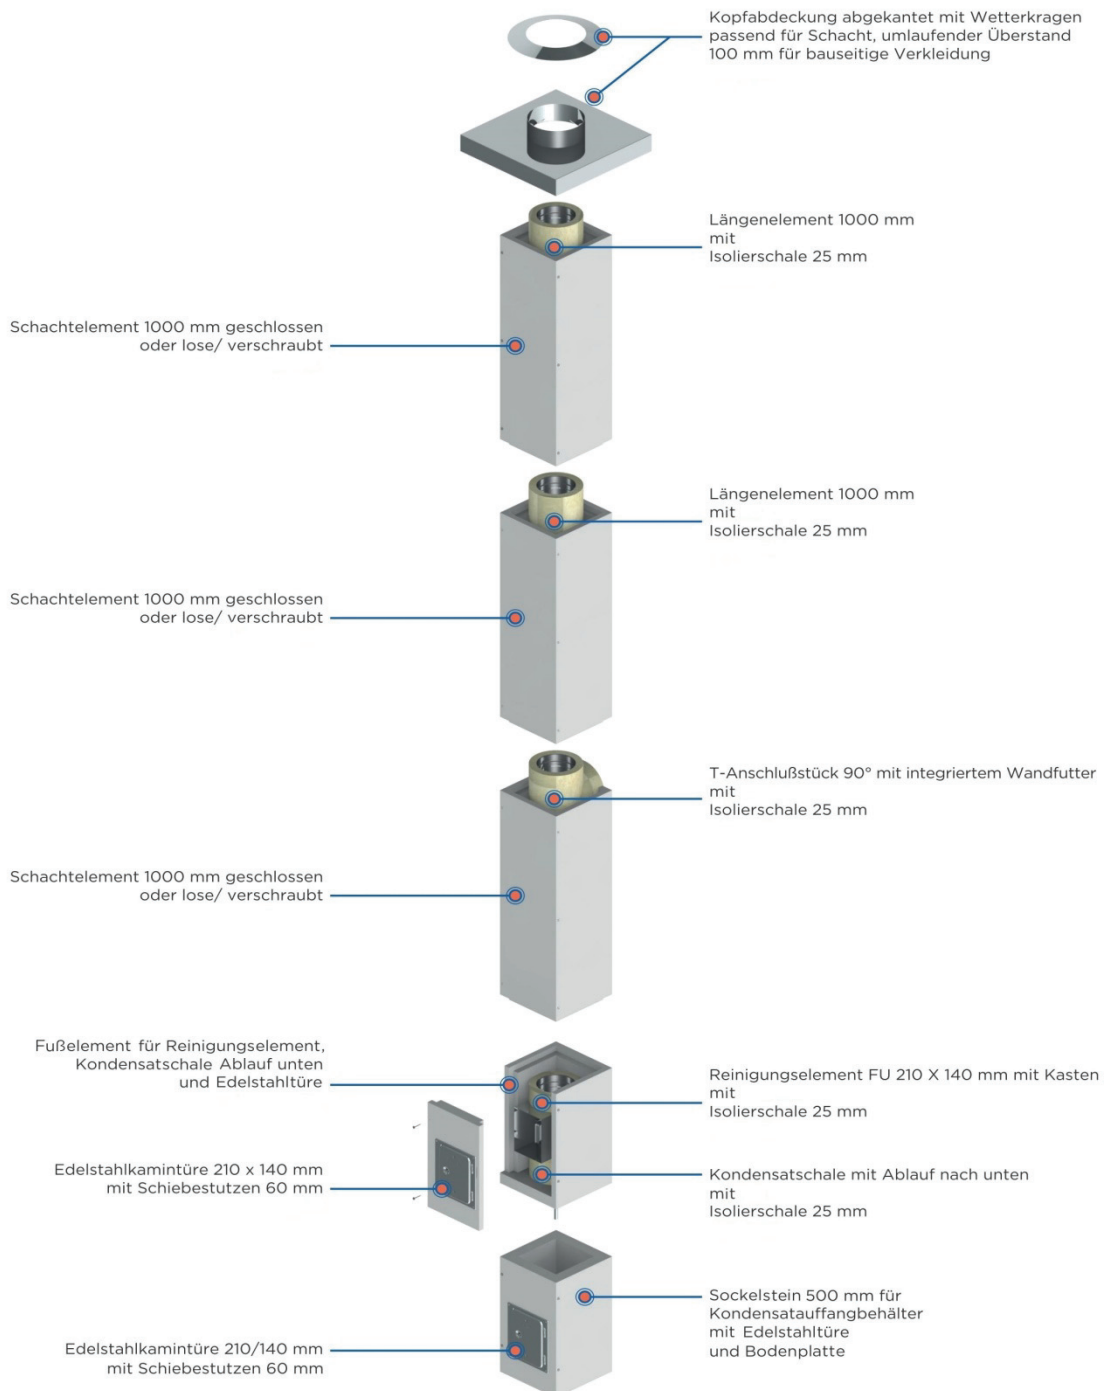 Kopfabdeckung abgekantet mit Wetterkragen
passend für Schacht, umlaufender Überstand
100 mm für bauseitige Verkleidung
Längenelement 1000 mm
mit
Isolierschale 25 mm
Schachtelement 1000 mm geschlossen
oder lose/ verschraubt
Längenelement 1000 mm
mit
Isolierschale 25 mm
Schachtelement 1000 mm geschlossen
oder lose/ verschraubt
T-Anschlußstück 90° mit integriertem Wandfutter
mit
Isolierschale 25 mm
Schachtelement 1000 mm geschlossen
oder lose/ verschraubt
Fußelement für Reinigungselement,
Kondensatschale Ablauf unten
und Edelstahltüre
Reinigungselement FU 210 X 140 mm mit Kasten
mit
Isolierschale 25 mm
Edelstahlkamintüre 210 x 140 mm
mit Schiebestutzen 60 mm
Kondensatschale mit Ablauf nach unten
mit
Isolierschale 25 mm
Sockelstein 500 mm für
Kondensatauffangbehälter
mit Edelstahltüre
und Bodenplatte
Edelstahlkamintüre 210/140 mm
mit Schiebestutzen 60 mm